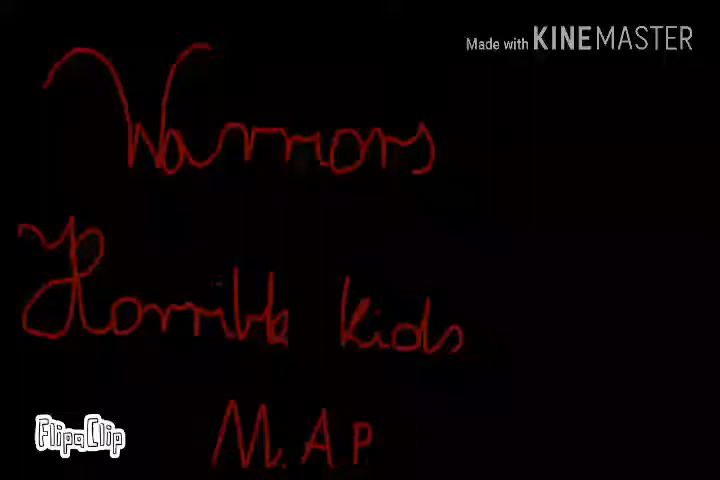 Made with KINEMASTER
Warriors
Horrible Kids
M.A.P
FlipaClip